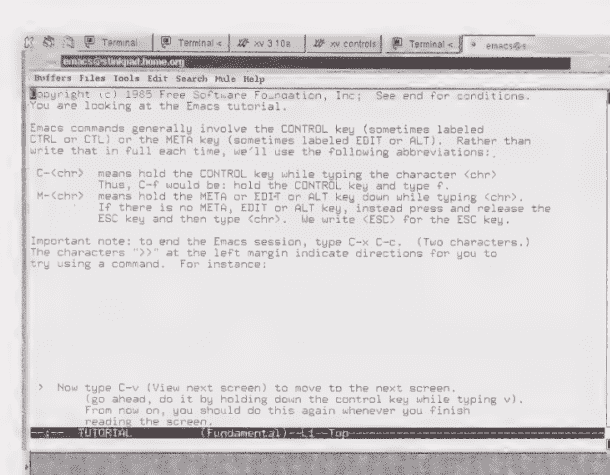 Terminal Terminal < xv 3.10a xv controls Terminal < emacs@s
emacs@stinkpad.home.org
Buffers Files Tools Edit Search Mule Help
Copyright (c) 1985 Free Software Foundation, Inc; See end for conditions.
You are looking at the Emacs tutorial.
Emacs commands generally involve the CONTROL key (sometimes labeled
CTRL or CTL) or the META key (sometimes labeled EDIT or ALT). Rather than
write that in full each time, we'll use the following abbreviations:
C-<chr> means hold the CONTROL key while typing the character <chr>
Thus, C-f would be: hold the CONTROL key and type f.
M-<chr> means hold the META or EDIT or ALT key down while typing <chr>.
If there is no META, EDIT or ALT key, instead press and release the
ESC key and then type <chr>. We write <ESC> for the ESC key.
Important note: to end the Emacs session, type C-x C-c. (Two characters.)
The characters ">>" at the left margin indicate directions for you to
try using a command. For instance:
> Now type C-v (View next screen) to move to the next screen.
(go ahead, do it by holding down the control key while typing v).
From now on, you should do this again whenever you finish
reading the screen.
--:-- TUTORIAL (Fundamental)--L1--Top